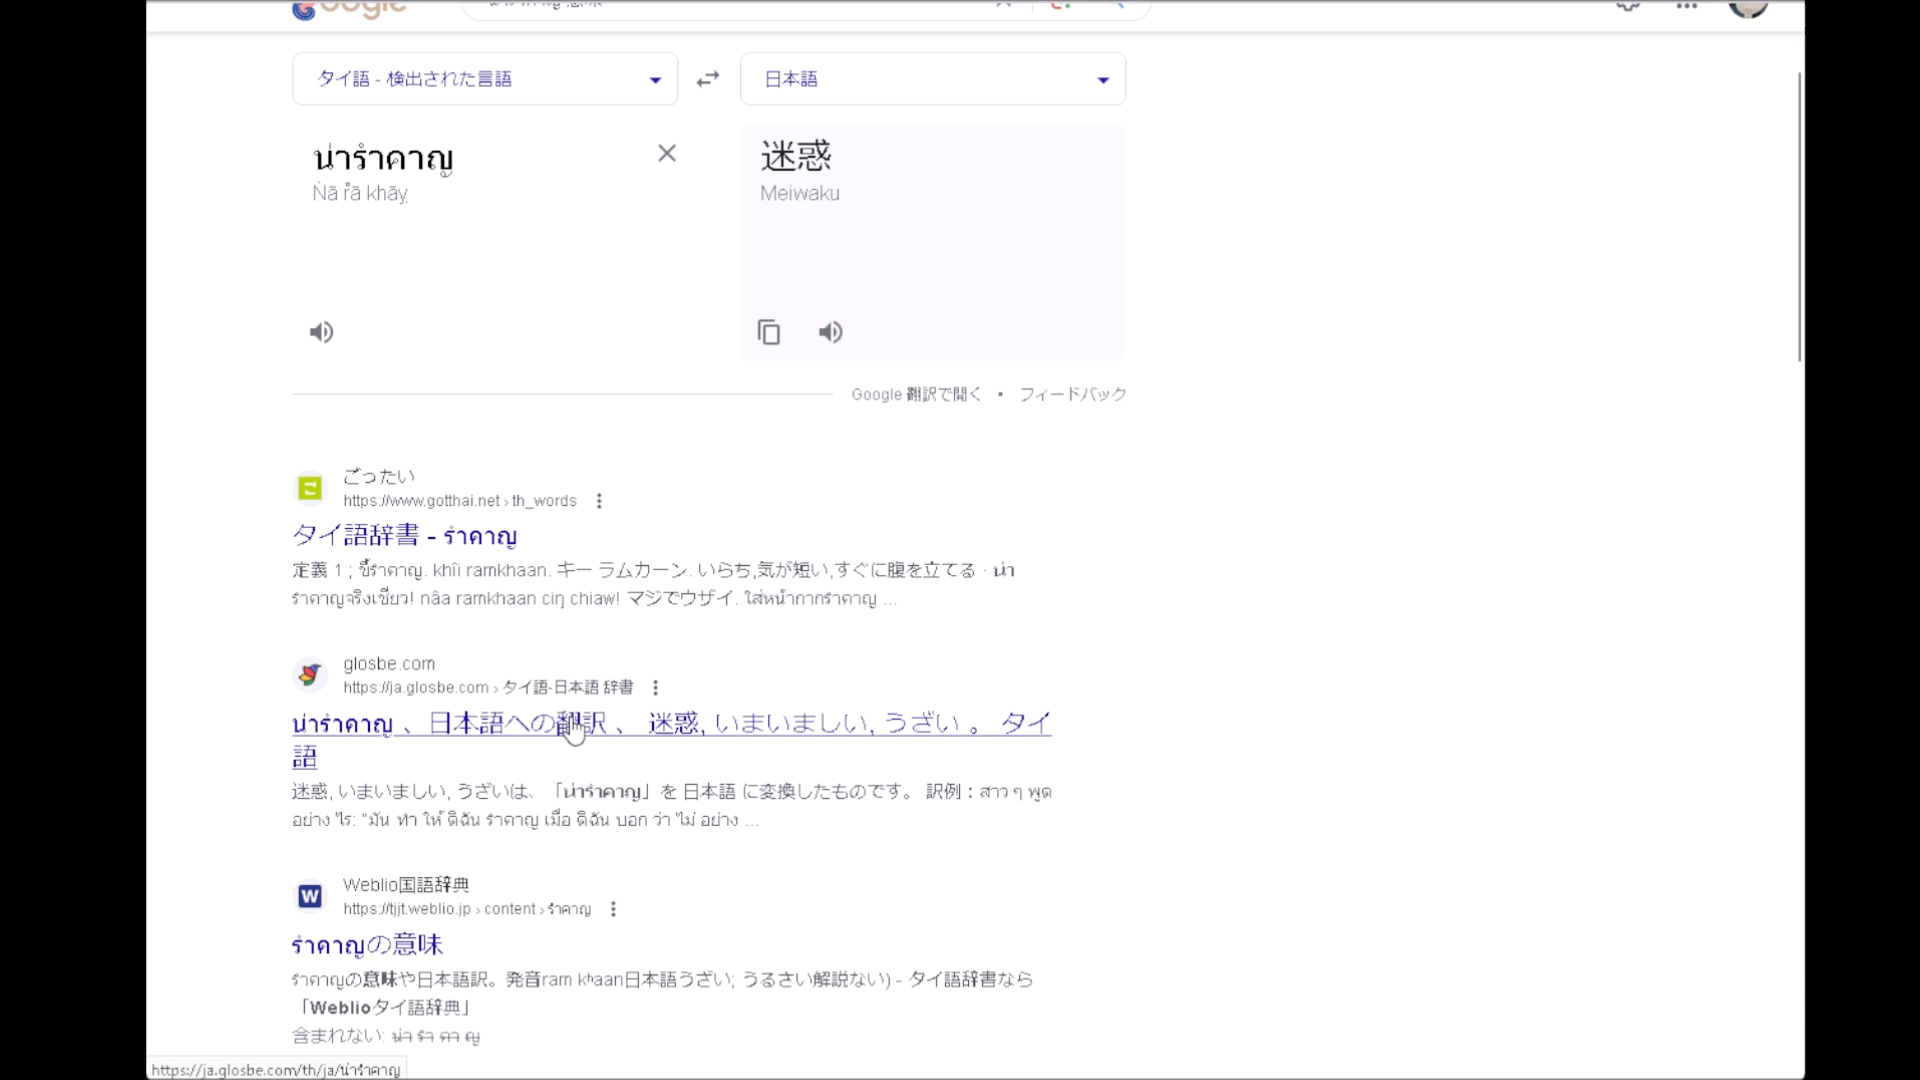 Google
タイ語 - 検出された言語
日本語
น่ารำคาญ
迷惑
Meiwaku
Google 翻訳で開く • フィードバック
ごったい
https://www.gotthai.net › th_words
タイ語辞書 - รำคาญ
定義 1 ; ขี้รำคาญ. khîi ramkhaan. キー ラムカーン. いらち,気が短い,すぐに腹を立てる · น่า
รำคาญจริงเชียว! nâa ramkhaan ciŋ chiaw! マジでウザイ. ใส่หน้ากากรำคาญ ...
glosbe.com
https://ja.glosbe.com › タイ語-日本語 辞書
น่ารำคาญ 、 日本語への翻訳 、 迷惑, いまいましい, うざい 。 タイ
語
迷惑, いまいましい, うざいは、「น่ารำคาญ」を 日本語 に変換したものです。 訳例：สาว ๆ พูด
อย่าง ไร: "มัน ทำ ให้ ดิฉัน รำคาญ เมื่อ ดิฉัน บอก ว่า ไม่ อย่าง ...
Weblio国語辞典
https://tjjt.weblio.jp › content › รำคาญ
รำคาญの意味
รำคาญの意味や日本語訳。発音ram kʰaan日本語うざい; うるさい解説ない) - タイ語辞書なら
「Weblioタイ語辞典」
含まれない: น่า รำ คา ญ
https://ja.glosbe.com/th/ja/น่ารำคาญ